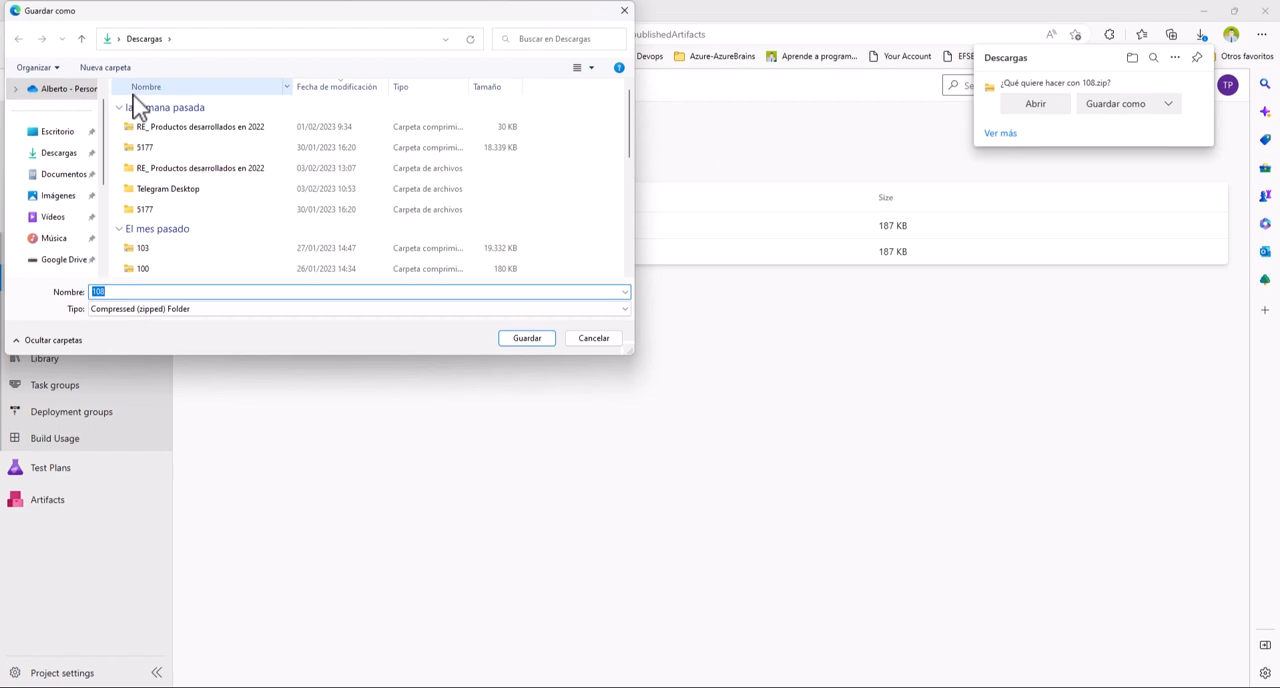 Guardar como
Descargas
Buscar en Descargas
Organizar
Nueva carpeta
Alberto - Person
Escritorio
Descargas
Documentos
Imágenes
Vídeos
Música
Google Drive
Nombre
Fecha de modificación
Tipo
Tamaño
RE_ Productos desarrollados en 2022 01/02/2023 9:34 Carpeta comprimi... 30 KB
5177 30/01/2023 16:20 Carpeta comprimi... 18.339 KB
RE_ Productos desarrollados en 2022 03/02/2023 13:07 Carpeta de archivos
Telegram Desktop 03/02/2023 10:53 Carpeta de archivos
5177 30/01/2023 16:20 Carpeta de archivos
El mes pasado
103 27/01/2023 14:47 Carpeta comprimi... 19.332 KB
100 26/01/2023 14:34 Carpeta comprimi... 180 KB
Nombre: 108
Tipo: Compressed (zipped) Folder
Ocultar carpetas
Guardar
Cancelar
ublishedArtifacts
Devops
Azure-AzureBrains
Aprende a program...
Your Account
EFSE
Otros favoritos
Descargas
¿Qué quiere hacer con 108.zip?
Abrir
Guardar como
Ver más
Se
TP
Size
187 KB
187 KB
Library
Task groups
Deployment groups
Build Usage
Test Plans
Artifacts
Project settings